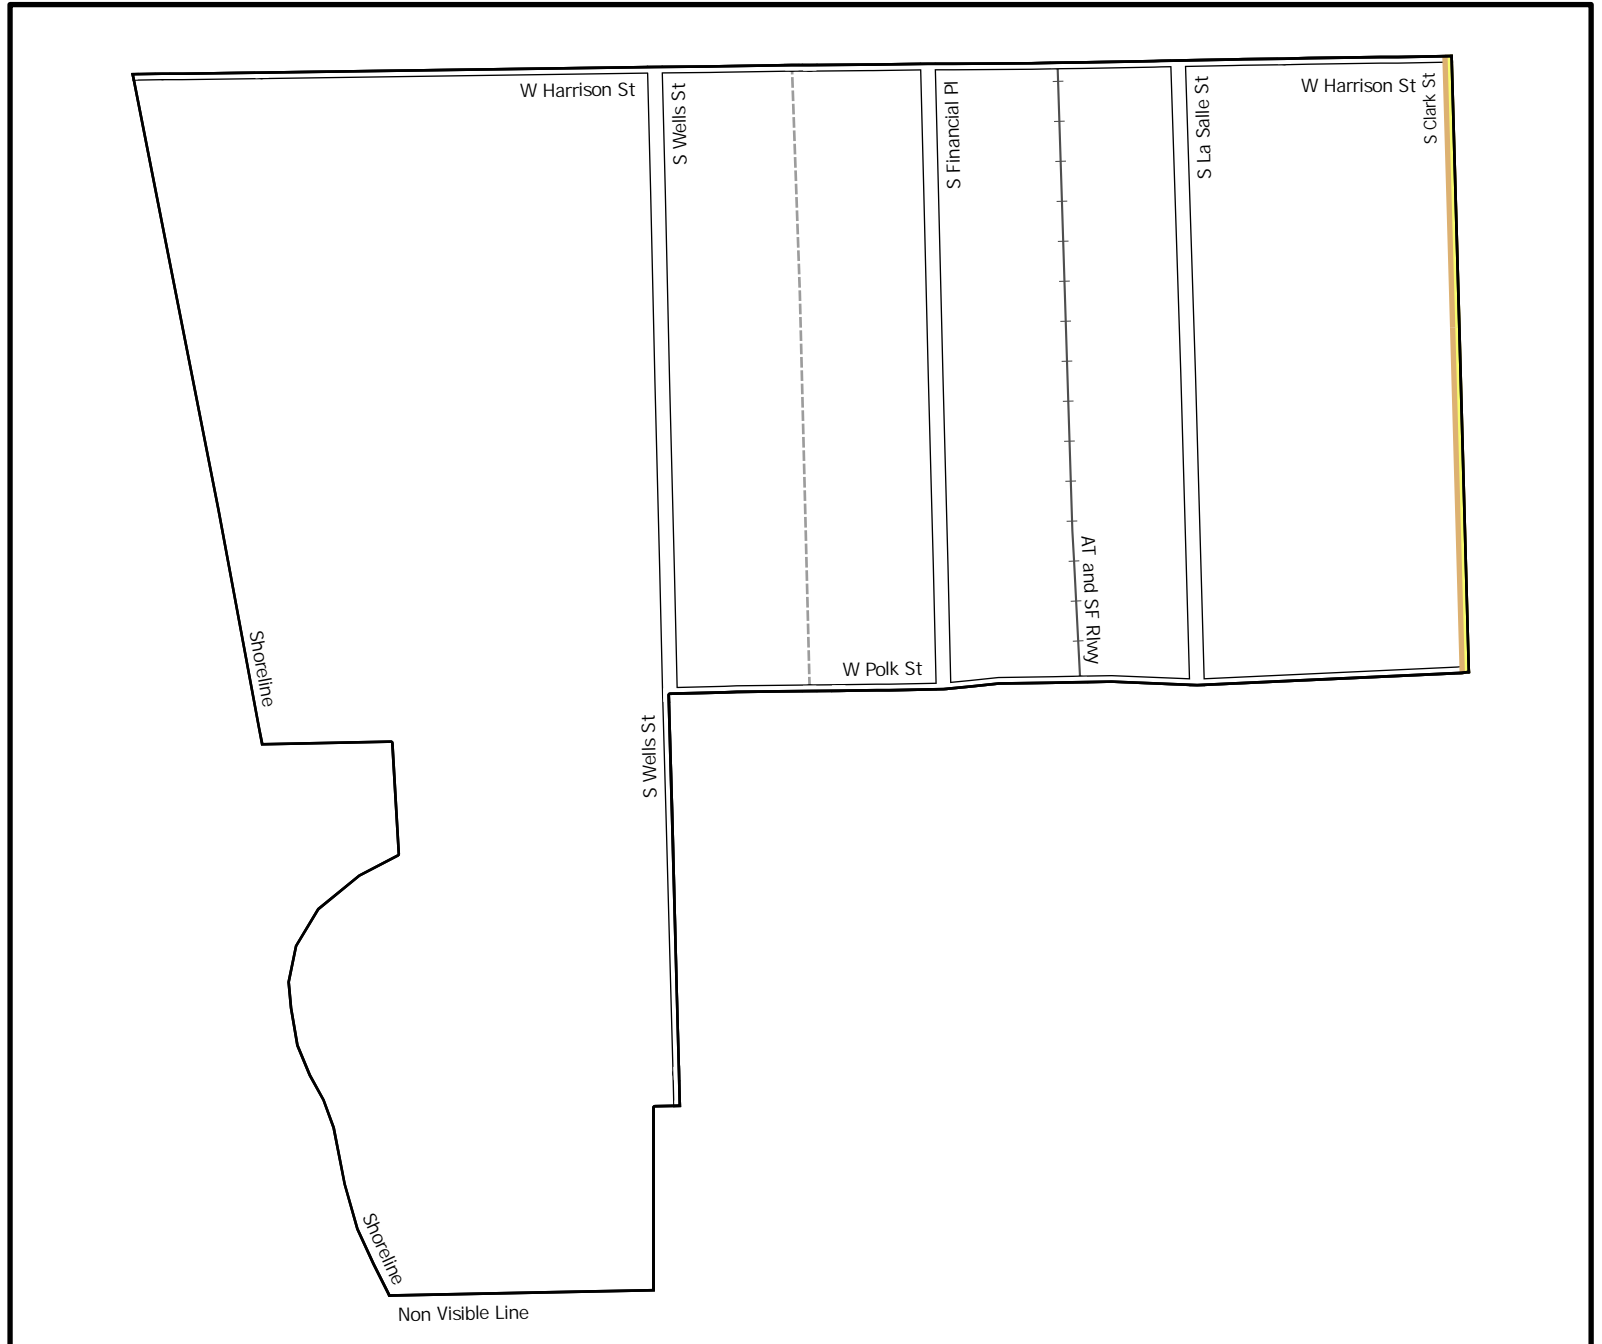 W Harrison St
S Wells St
S Financial Pl
S La Salle St
W Harrison St
S Clark St
AT and SF Rlwy
Shoreline
W Polk St
S Wells St
Shoreline
Non Visible Line